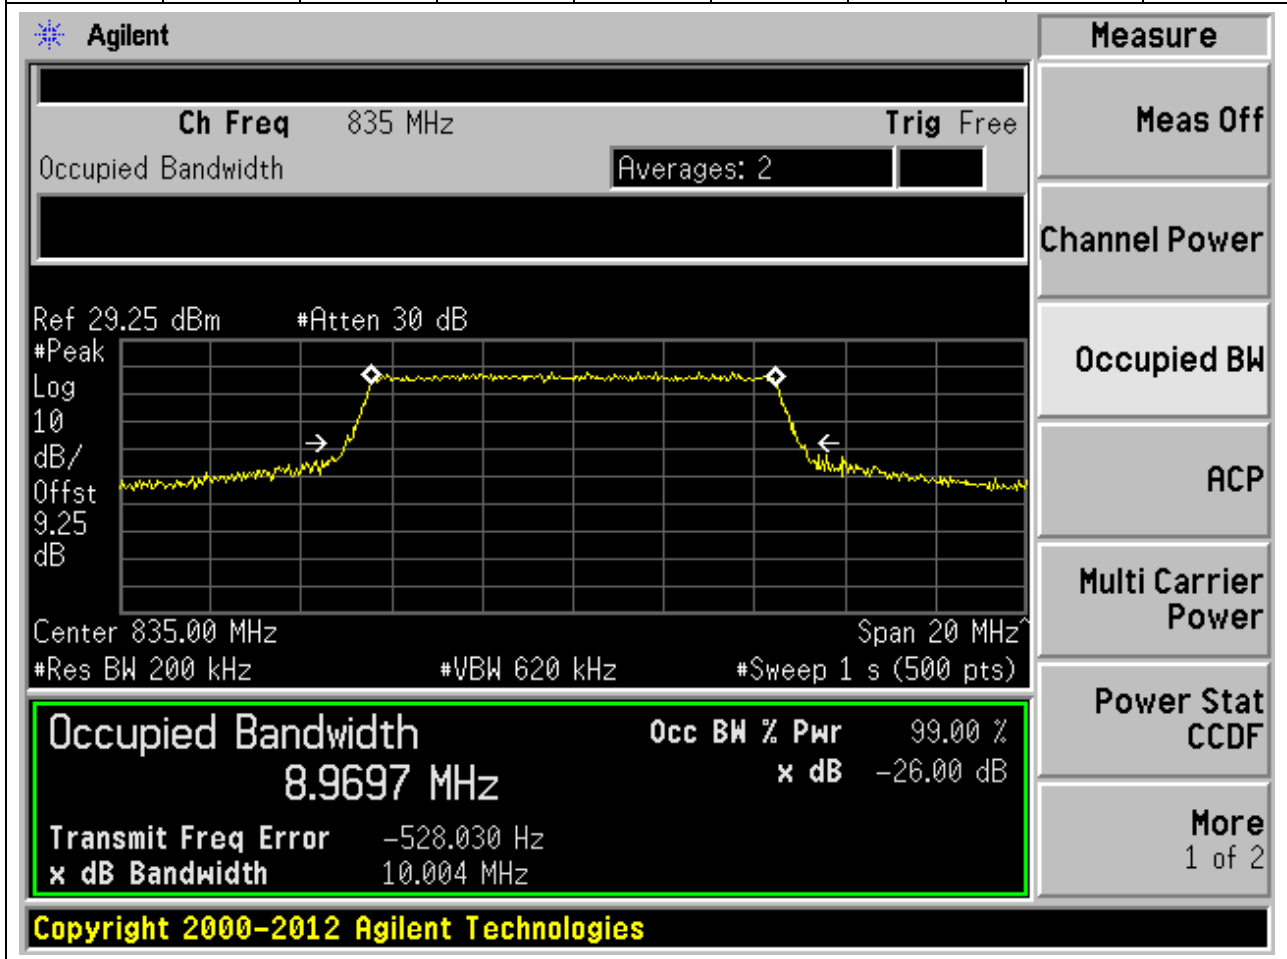 Agilent
Measure
Ch Freq 835 MHz Trig Free
Meas Off
Occupied Bandwidth Averages: 2
Channel Power
Ref 29.25 dBm #Atten 30 dB
#Peak
Log
10
dB/
Offst
9.25
dB
Occupied BW
ACP
Center 835.00 MHz Span 20 MHz^
#Res BW 200 kHz #VBW 620 kHz #Sweep 1 s (500 pts)
Multi Carrier
Power
Occupied Bandwidth Occ BW % Pwr 99.00 %
8.9697 MHz x dB -26.00 dB
Transmit Freq Error -528.030 Hz
x dB Bandwidth 10.004 MHz
Power Stat
CCDF
More
1 of 2
Copyright 2000-2012 Agilent Technologies